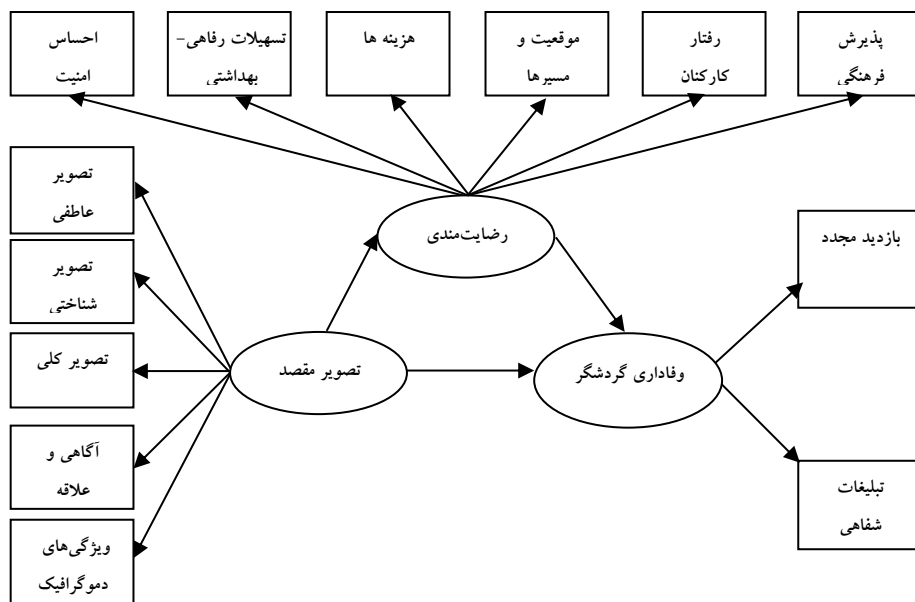 پذیرش
فرهنگی
رفتار
کارکنان
موقعیت و
مسیرها
هزینه ها
تسهیلات رفاهی-
بهداشتی
احساس
امنیت
رضایت‌مندی
تصویر
عاطفی
تصویر
شناختی
تصویر کلی
آگاهی و
علاقه
ویژگی‌های
دموگرافیک
تصویر مقصد
وفاداری گردشگر
بازدید مجدد
تبلیغات
شفاهی